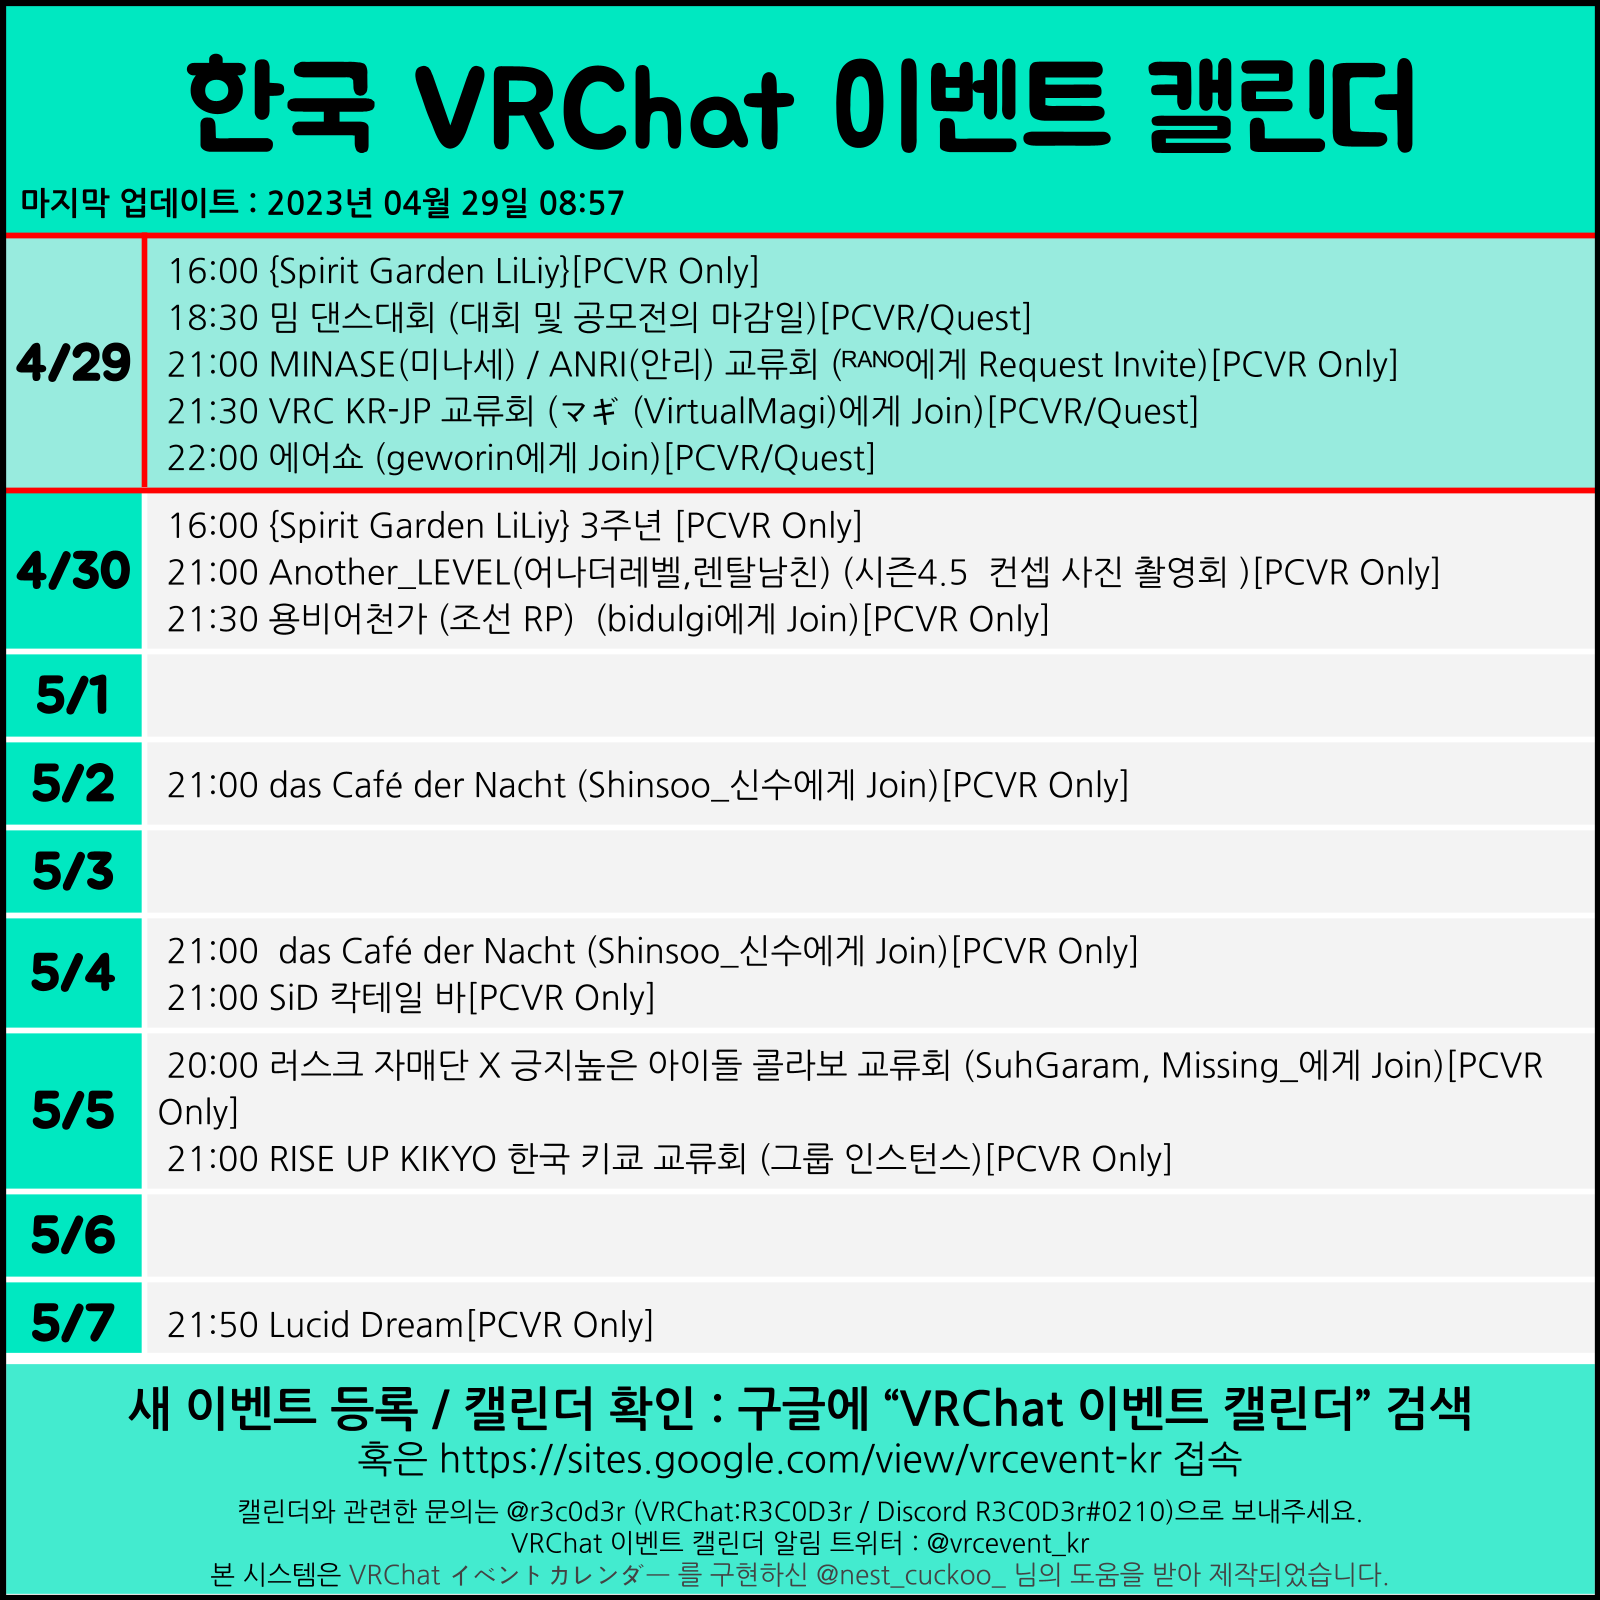 한국 VRChat 이벤트 캘린더
마지막 업데이트 : 2023년 04월 29일 08:57
4/29
16:00 {Spirit Garden LiLiy}[PCVR Only]
18:30 밈 댄스대회 (대회 및 공모전의 마감일)[PCVR/Quest]
21:00 MINASE(미나세) / ANRI(안리) 교류회 (ᴿᴬᴺᴼ에게 Request Invite)[PCVR Only]
21:30 VRC KR-JP 교류회 (マギ (VirtualMagi)에게 Join)[PCVR/Quest]
22:00 에어쇼 (geworin에게 Join)[PCVR/Quest]
4/30
16:00 {Spirit Garden LiLiy} 3주년 [PCVR Only]
21:00 Another_LEVEL(어나더레벨,렌탈남친) (시즌4.5  컨셉 사진 촬영회 )[PCVR Only]
21:30 용비어천가 (조선 RP)  (bidulgi에게 Join)[PCVR Only]
5/1
5/2
21:00 das Café der Nacht (Shinsoo_신수에게 Join)[PCVR Only]
5/3
5/4
21:00  das Café der Nacht (Shinsoo_신수에게 Join)[PCVR Only]
21:00 SiD 칵테일 바[PCVR Only]
5/5
20:00 러스크 자매단 X 긍지높은 아이돌 콜라보 교류회 (SuhGaram, Missing_에게 Join)[PCVR
Only]
21:00 RISE UP KIKYO 한국 키쿄 교류회 (그룹 인스턴스)[PCVR Only]
5/6
5/7
21:50 Lucid Dream[PCVR Only]
새 이벤트 등록 / 캘린더 확인 : 구글에 “VRChat 이벤트 캘린더” 검색
혹은 https://sites.google.com/view/vrcevent-kr 접속
캘린더와 관련한 문의는 @r3c0d3r (VRChat:R3C0D3r / Discord R3C0D3r#0210)으로 보내주세요.
VRChat 이벤트 캘린더 알림 트위터 : @vrcevent_kr
본 시스템은 VRChat イベントカレンダー 를 구현하신 @nest_cuckoo_ 님의 도움을 받아 제작되었습니다.